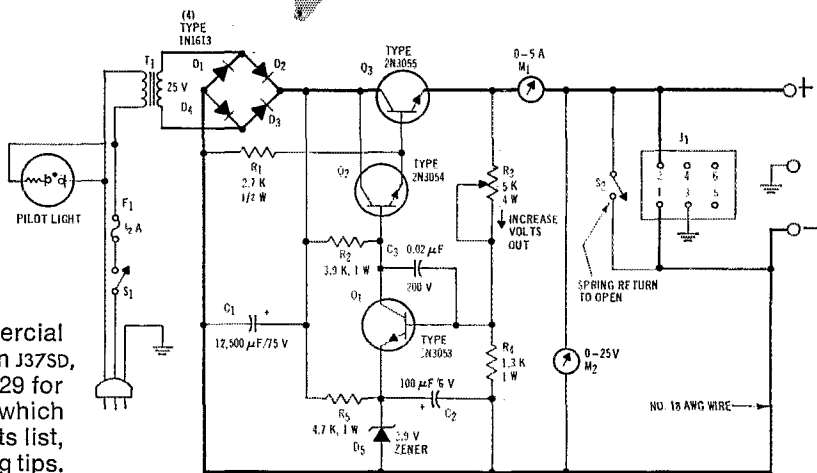 (4)
TYPE
1N1613
T1
25 V
D1
D2
D4
D3
TYPE
2N3055
Q3
0–5 A
M1
+
J1
2 4 6
1 3 5
R1
2.7 K
1/2 W
Q2
TYPE
2N3054
R3
5 K
4 W
INCREASE
VOLTS
OUT
S2
SPRING RETURN
TO OPEN
–
PILOT LIGHT
F1
1/2 A
S1
R2
3.9 K, 1 W
C3
0.02 µF
200 V
Q1
TYPE
2N3053
C1
+
12,500 µF/75 V
R4
1.3 K
1 W
0–25V
M2
R5
4.7 K, 1 W
100 µF/6 V
+
C2
D5
3.9 V
ZENER
NO. 18 AWG WIRE
ercial
n J37SD,
29 for
which
ts list,
g tips.